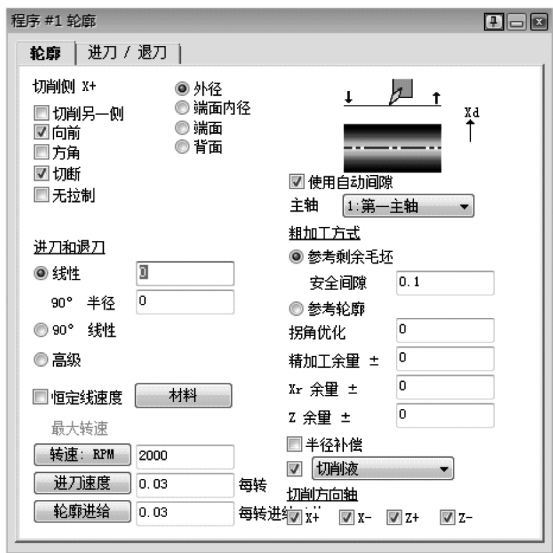 程序 #1 轮廓
轮廓
进刀 / 退刀
切削侧 X+
切削另一侧
向前
方角
切断
无拉制
外径
端面内径
端面
背面
Xd
使用自动间隙
主轴
1:第一主轴
粗加工方式
参考剩余毛坯
安全间隙 0.1
参考轮廓
拐角优化 0
精加工余量 ± 0
Xr 余量 ± 0
Z 余量 ± 0
半径补偿
切削液
切削方向轴
X+ X- Z+ Z-
进刀和退刀
线性 0
90° 半径 0
90° 线性
高级
恒定线速度 材料
最大转速
转速: RPM 2000
进刀速度 0.03 每转
轮廓进给 0.03 每转进给